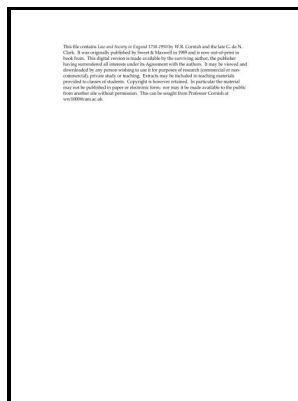 This file contains Law and Society in England 1750-1950 by W.R. Cornish and the late G. de N.
Clark. It was originally published by Sweet & Maxwell in 1989 and is now out-of-print in
book from. This digital version is made available by the surviving author, the publisher
having surrendered all interests under its Agreement with the authors. It may be viewed and
downloaded by any person wishing to use it for purposes of research (commercial or non-
commercial), private study or teaching. Extracts may be included in teaching materials
provided to classes of students. Copyright is however retained. In particular the material
may not be published in paper or electronic form; nor may it be made available to the public
from another site without permission. This can be sought from Professor Cornish at